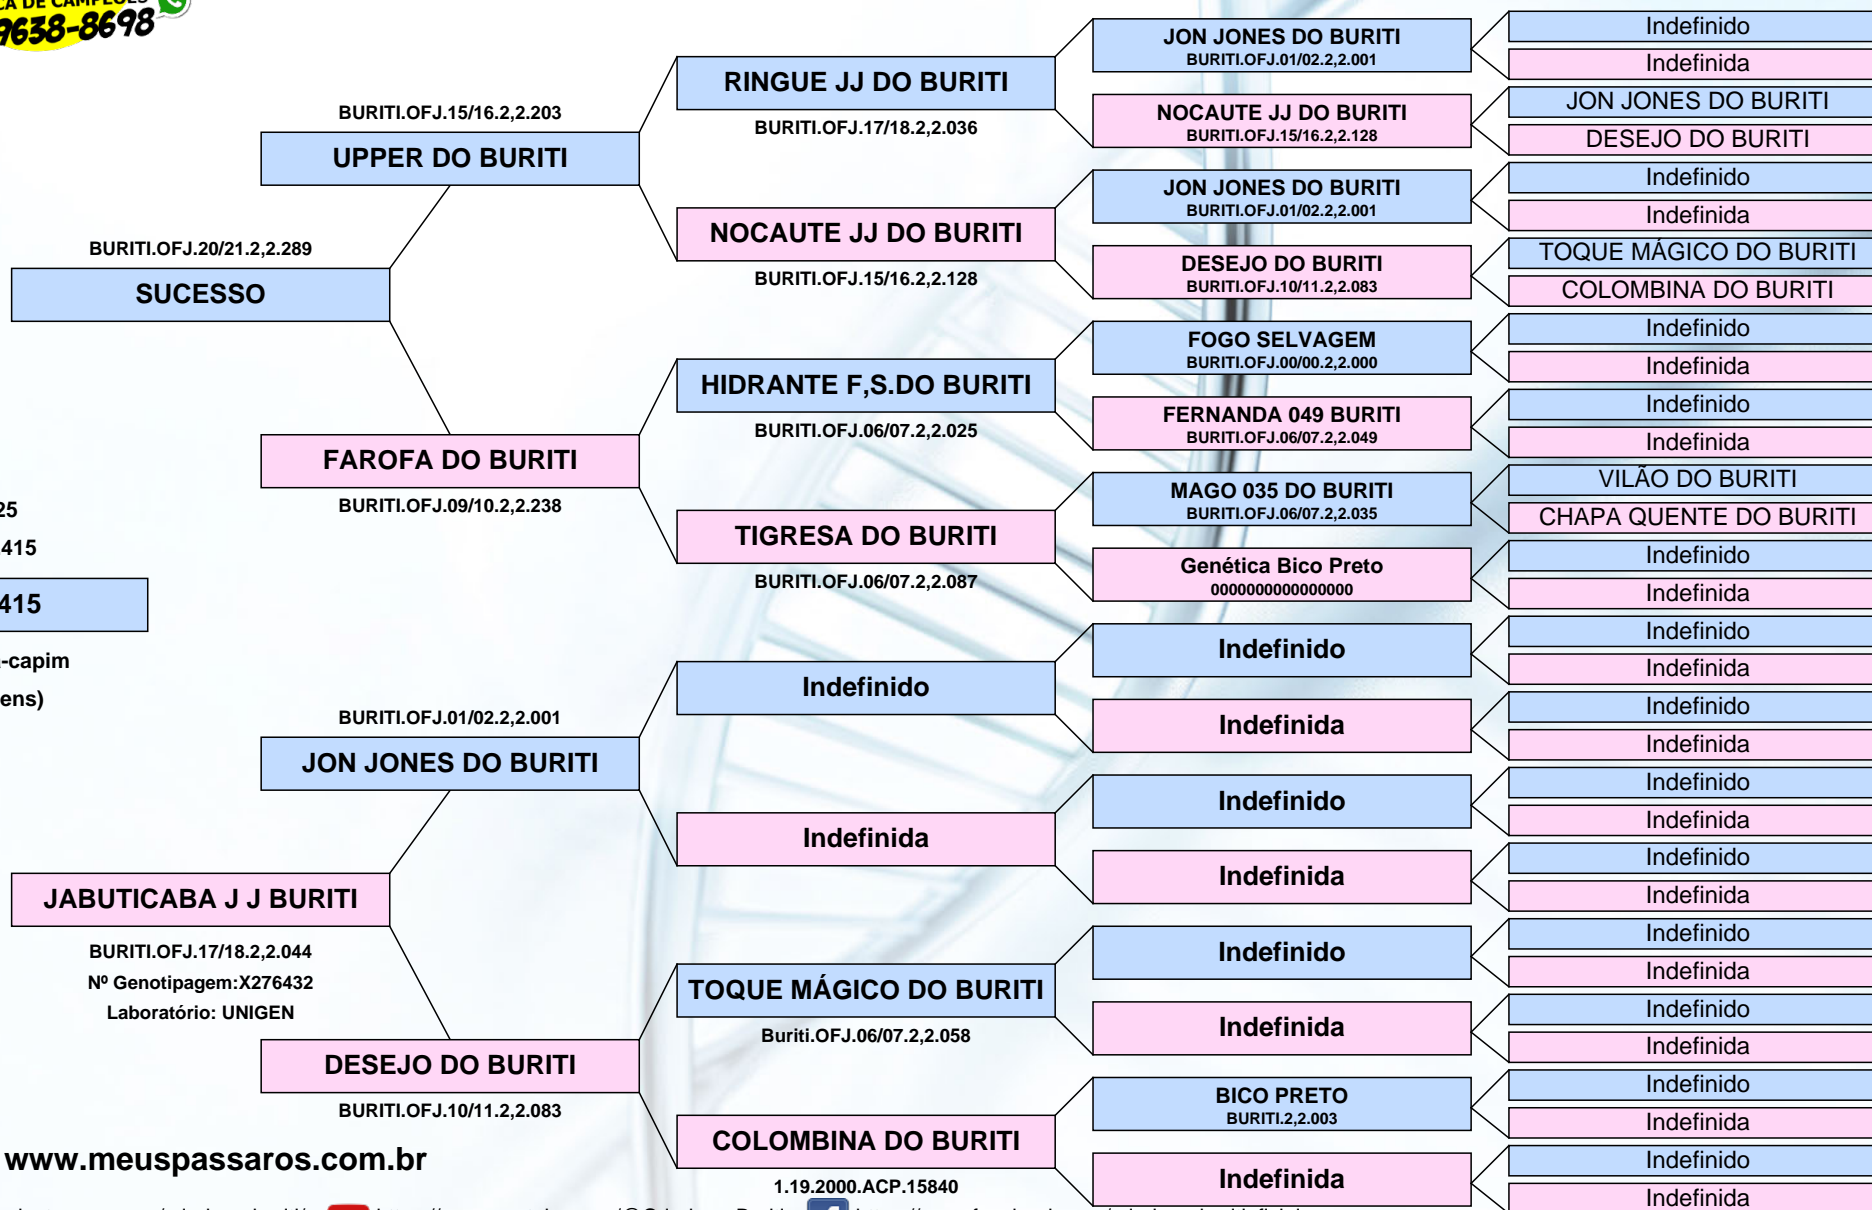 CA DE CAMPEÕES
9638-8698
25
415
415
-capim
ens)
BURITI.OFJ.20/21.2,2.289
SUCESSO
JABUTICABA J J BURITI
BURITI.OFJ.17/18.2,2.044
Nº Genotipagem:X276432
Laboratório: UNIGEN
BURITI.OFJ.15/16.2,2.203
UPPER DO BURITI
FAROFA DO BURITI
BURITI.OFJ.09/10.2,2.238
BURITI.OFJ.01/02.2,2.001
JON JONES DO BURITI
DESEJO DO BURITI
BURITI.OFJ.10/11.2,2.083
RINGUE JJ DO BURITI
BURITI.OFJ.17/18.2,2.036
NOCAUTE JJ DO BURITI
BURITI.OFJ.15/16.2,2.128
HIDRANTE F,S.DO BURITI
BURITI.OFJ.06/07.2,2.025
TIGRESA DO BURITI
BURITI.OFJ.06/07.2,2.087
Indefinido
Indefinida
TOQUE MÁGICO DO BURITI
Buriti.OFJ.06/07.2,2.058
COLOMBINA DO BURITI
1.19.2000.ACP.15840
JON JONES DO BURITI
BURITI.OFJ.01/02.2,2.001
NOCAUTE JJ DO BURITI
BURITI.OFJ.15/16.2,2.128
JON JONES DO BURITI
BURITI.OFJ.01/02.2,2.001
DESEJO DO BURITI
BURITI.OFJ.10/11.2,2.083
FOGO SELVAGEM
BURITI.OFJ.00/00.2,2.000
FERNANDA 049 BURITI
BURITI.OFJ.06/07.2,2.049
MAGO 035 DO BURITI
BURITI.OFJ.06/07.2,2.035
Genética Bico Preto
0000000000000000
Indefinido
Indefinida
Indefinido
Indefinida
Indefinido
Indefinida
BICO PRETO
BURITI.2,2.003
Indefinida
Indefinido
Indefinida
JON JONES DO BURITI
DESEJO DO BURITI
Indefinido
Indefinida
TOQUE MÁGICO DO BURITI
COLOMBINA DO BURITI
Indefinido
Indefinida
Indefinido
Indefinida
VILÃO DO BURITI
CHAPA QUENTE DO BURITI
Indefinido
Indefinida
Indefinido
Indefinida
Indefinido
Indefinida
Indefinido
Indefinida
Indefinido
Indefinida
Indefinido
Indefinida
Indefinido
Indefinida
Indefinido
Indefinida
Indefinido
Indefinida
www.meuspassaros.com.br